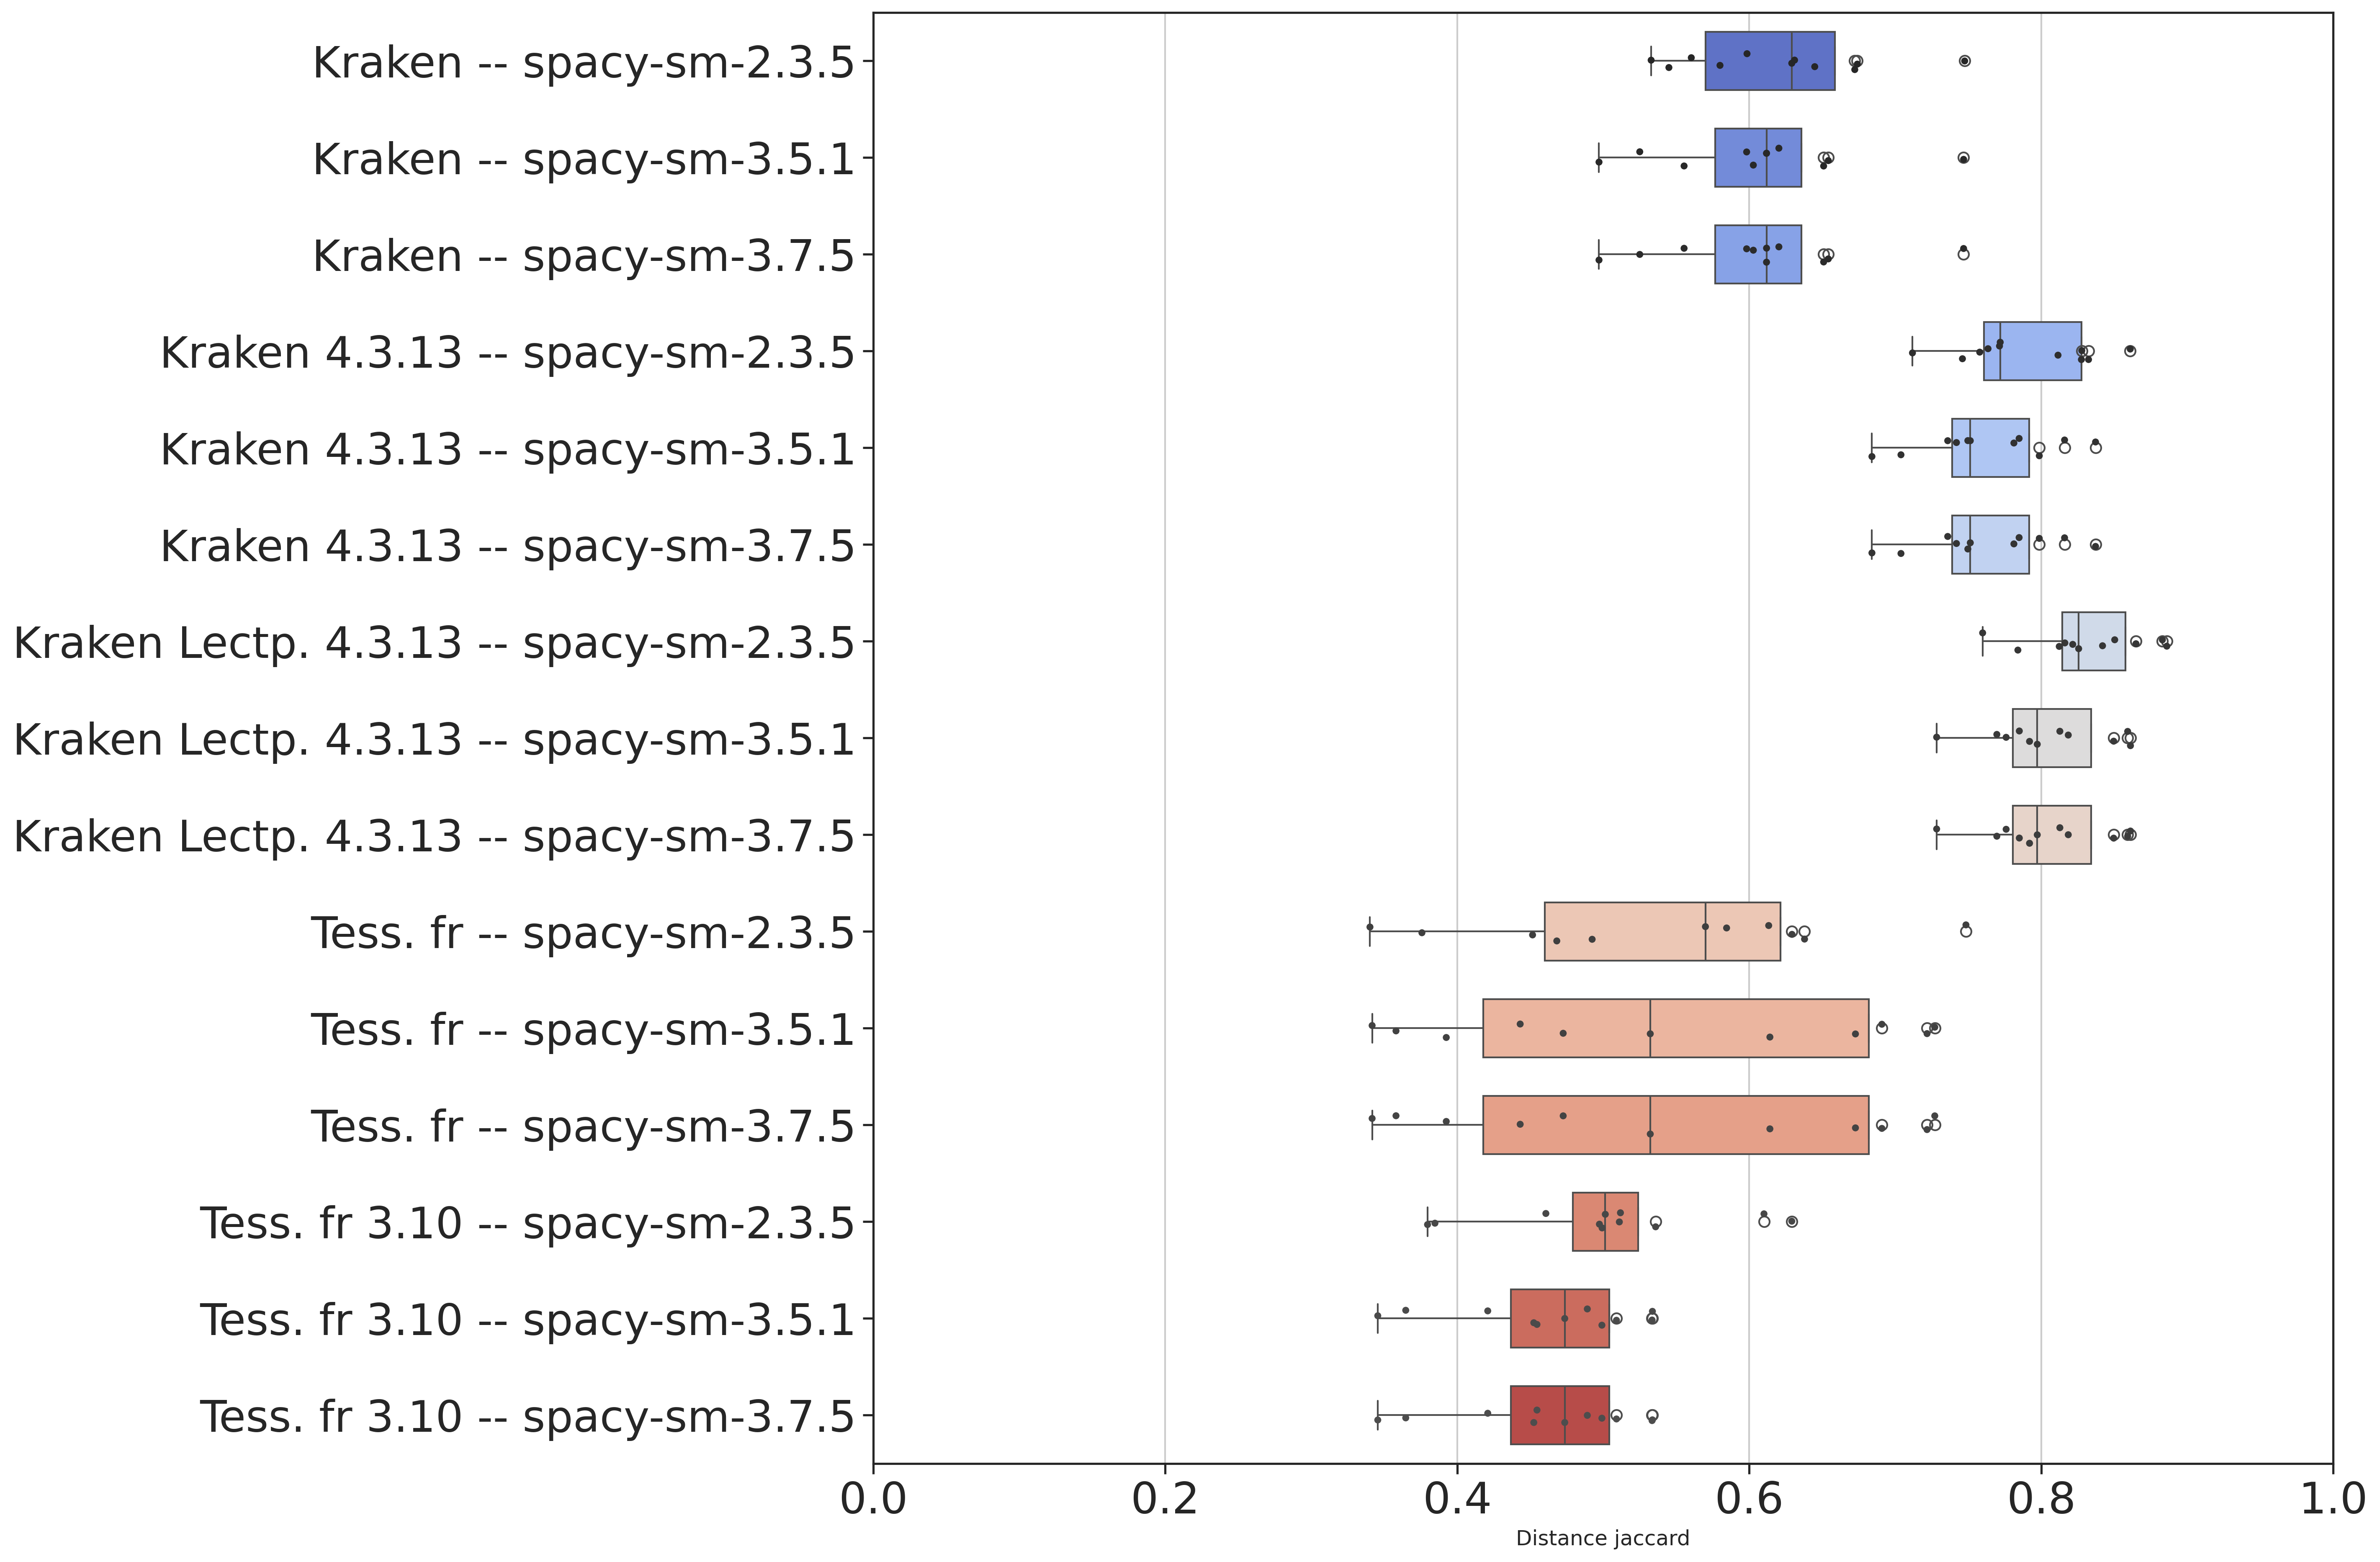 Kraken -- spacy-sm-2.3.5
Kraken -- spacy-sm-3.5.1
Kraken -- spacy-sm-3.7.5
Kraken 4.3.13 -- spacy-sm-2.3.5
Kraken 4.3.13 -- spacy-sm-3.5.1
Kraken 4.3.13 -- spacy-sm-3.7.5
Kraken Lectp. 4.3.13 -- spacy-sm-2.3.5
Kraken Lectp. 4.3.13 -- spacy-sm-3.5.1
Kraken Lectp. 4.3.13 -- spacy-sm-3.7.5
Tess. fr -- spacy-sm-2.3.5
Tess. fr -- spacy-sm-3.5.1
Tess. fr -- spacy-sm-3.7.5
Tess. fr 3.10 -- spacy-sm-2.3.5
Tess. fr 3.10 -- spacy-sm-3.5.1
Tess. fr 3.10 -- spacy-sm-3.7.5
0.0 0.2 0.4 0.6 0.8 1.0
Distance jaccard